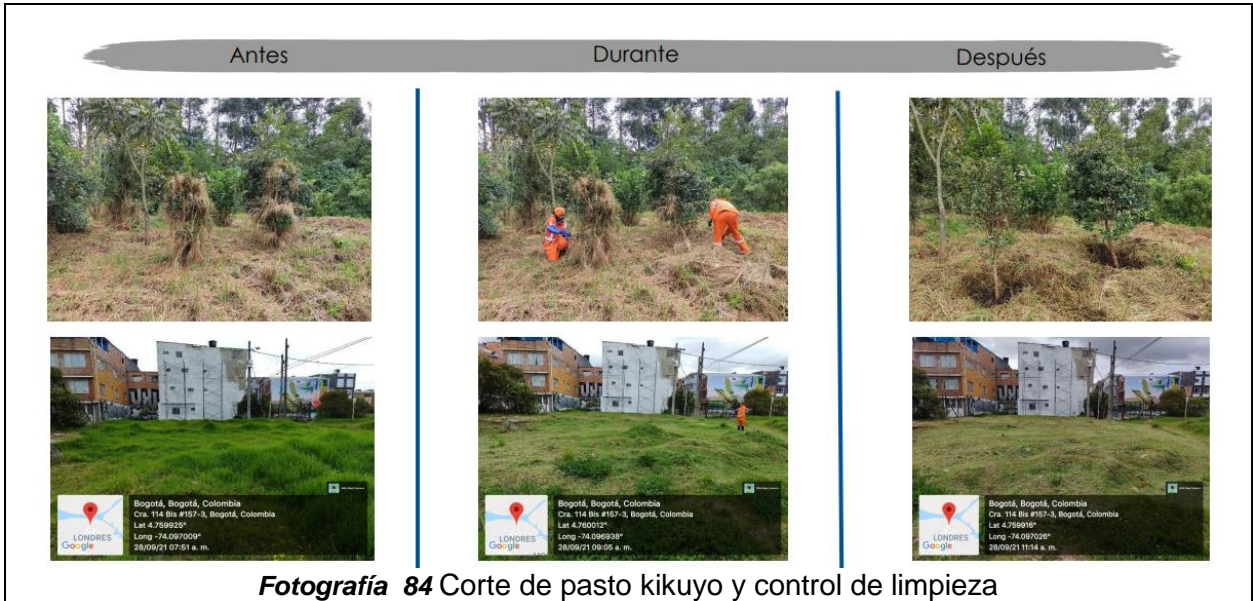 Antes
Durante
Después
Bogotá, Bogotá, Colombia
Cra. 114 Bis #157-3, Bogotá, Colombia
Lat 4.759925°
Long -74.097009°
28/09/21 07:51 a. m.
LONDRES
Google
Bogotá, Bogotá, Colombia
Cra. 114 Bis #157-3, Bogotá, Colombia
Lat 4.760012°
Long -74.096938°
28/09/21 09:05 a. m.
LONDRES
Google
Bogotá, Bogotá, Colombia
Cra. 114 Bis #157-3, Bogotá, Colombia
Lat 4.759916°
Long -74.097026°
28/09/21 11:14 a. m.
LONDRES
Google
Fotografía 84 Corte de pasto kikuyo y control de limpieza